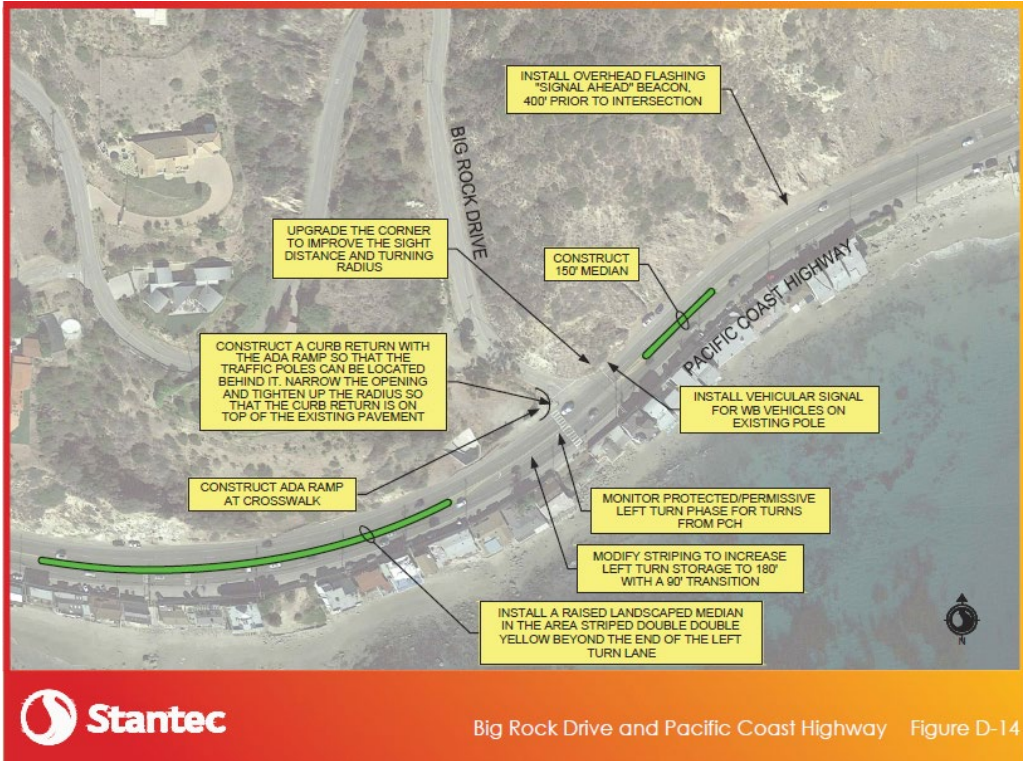 INSTALL OVERHEAD FLASHING
"SIGNAL AHEAD" BEACON,
400' PRIOR TO INTERSECTION
BIG ROCK DRIVE
UPGRADE THE CORNER
TO IMPROVE THE SIGHT
DISTANCE AND TURNING
RADIUS
CONSTRUCT
150' MEDIAN
PACIFIC COAST HIGHWAY
CONSTRUCT A CURB RETURN WITH
THE ADA RAMP SO THAT THE
TRAFFIC POLES CAN BE LOCATED
BEHIND IT. NARROW THE OPENING
AND TIGHTEN UP THE RADIUS SO
THAT THE CURB RETURN IS ON
TOP OF THE EXISTING PAVEMENT
INSTALL VEHICULAR SIGNAL
FOR WB VEHICLES ON
EXISTING POLE
CONSTRUCT ADA RAMP
AT CROSSWALK
MONITOR PROTECTED/PERMISSIVE
LEFT TURN PHASE FOR TURNS
FROM PCH
MODIFY STRIPING TO INCREASE
LEFT TURN STORAGE TO 180'
WITH A 90' TRANSITION
INSTALL A RAISED LANDSCAPED MEDIAN
IN THE AREA STRIPED DOUBLE DOUBLE
YELLOW BEYOND THE END OF THE LEFT
TURN LANE
N
Stantec
Big Rock Drive and Pacific Coast Highway Figure D-14